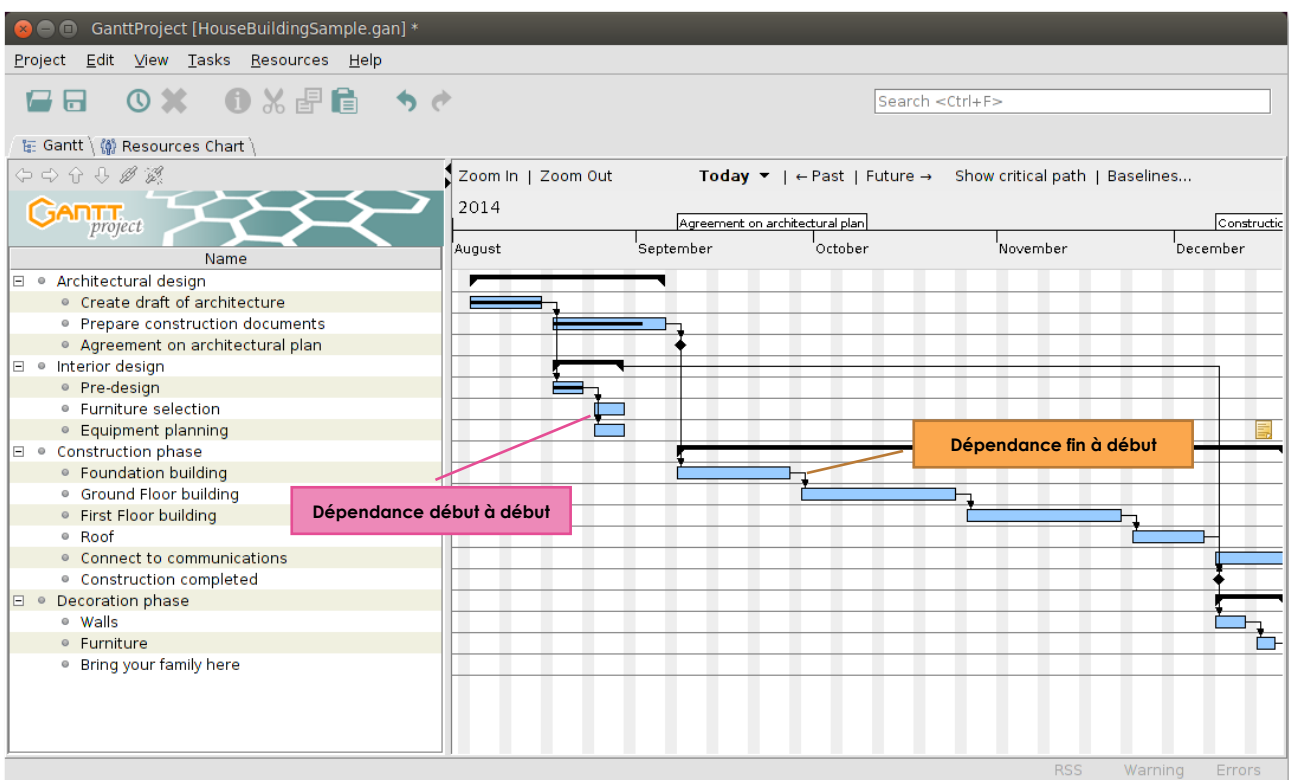 GanttProject [HouseBuildingSample.gan] *
Project Edit View Tasks Resources Help
Search <Ctrl+F>
Gantt Resources Chart
Zoom In | Zoom Out Today ▾ | ← Past | Future → Show critical path | Baselines...
GANTT
project
2014
Agreement on architectural plan Constructic
August September October November December
Name
Architectural design
Create draft of architecture
Prepare construction documents
Agreement on architectural plan
Interior design
Pre-design
Furniture selection
Equipment planning
Construction phase
Foundation building
Ground Floor building
First Floor building
Roof
Connect to communications
Construction completed
Decoration phase
Walls
Furniture
Bring your family here
Dépendance fin à début
Dépendance début à début
RSS Warning Errors